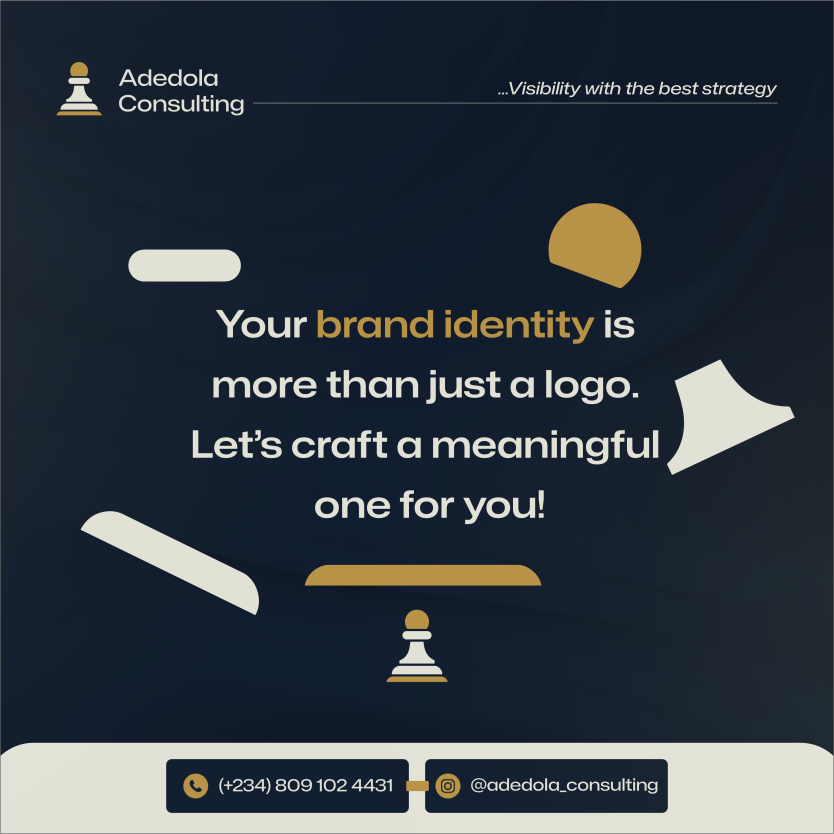 Adedola
Consulting
...Visibility with the best strategy
Your brand identity is
more than just a logo.
Let’s craft a meaningful
one for you!
(+234) 809 102 4431
@adedola_consulting